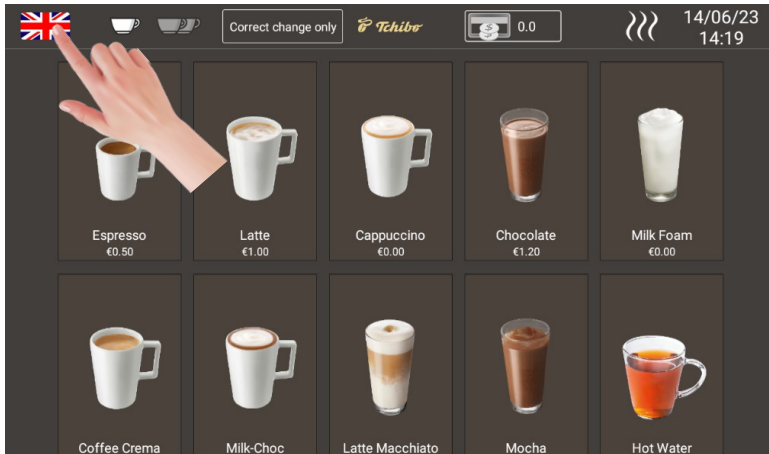 Correct change only
Tchibo
0.0
14/06/23
14:19
Espresso
€0.50
Latte
€1.00
Cappuccino
€0.00
Chocolate
€1.20
Milk Foam
€0.00
Coffee Crema
Milk-Choc
Latte Macchiato
Mocha
Hot Water